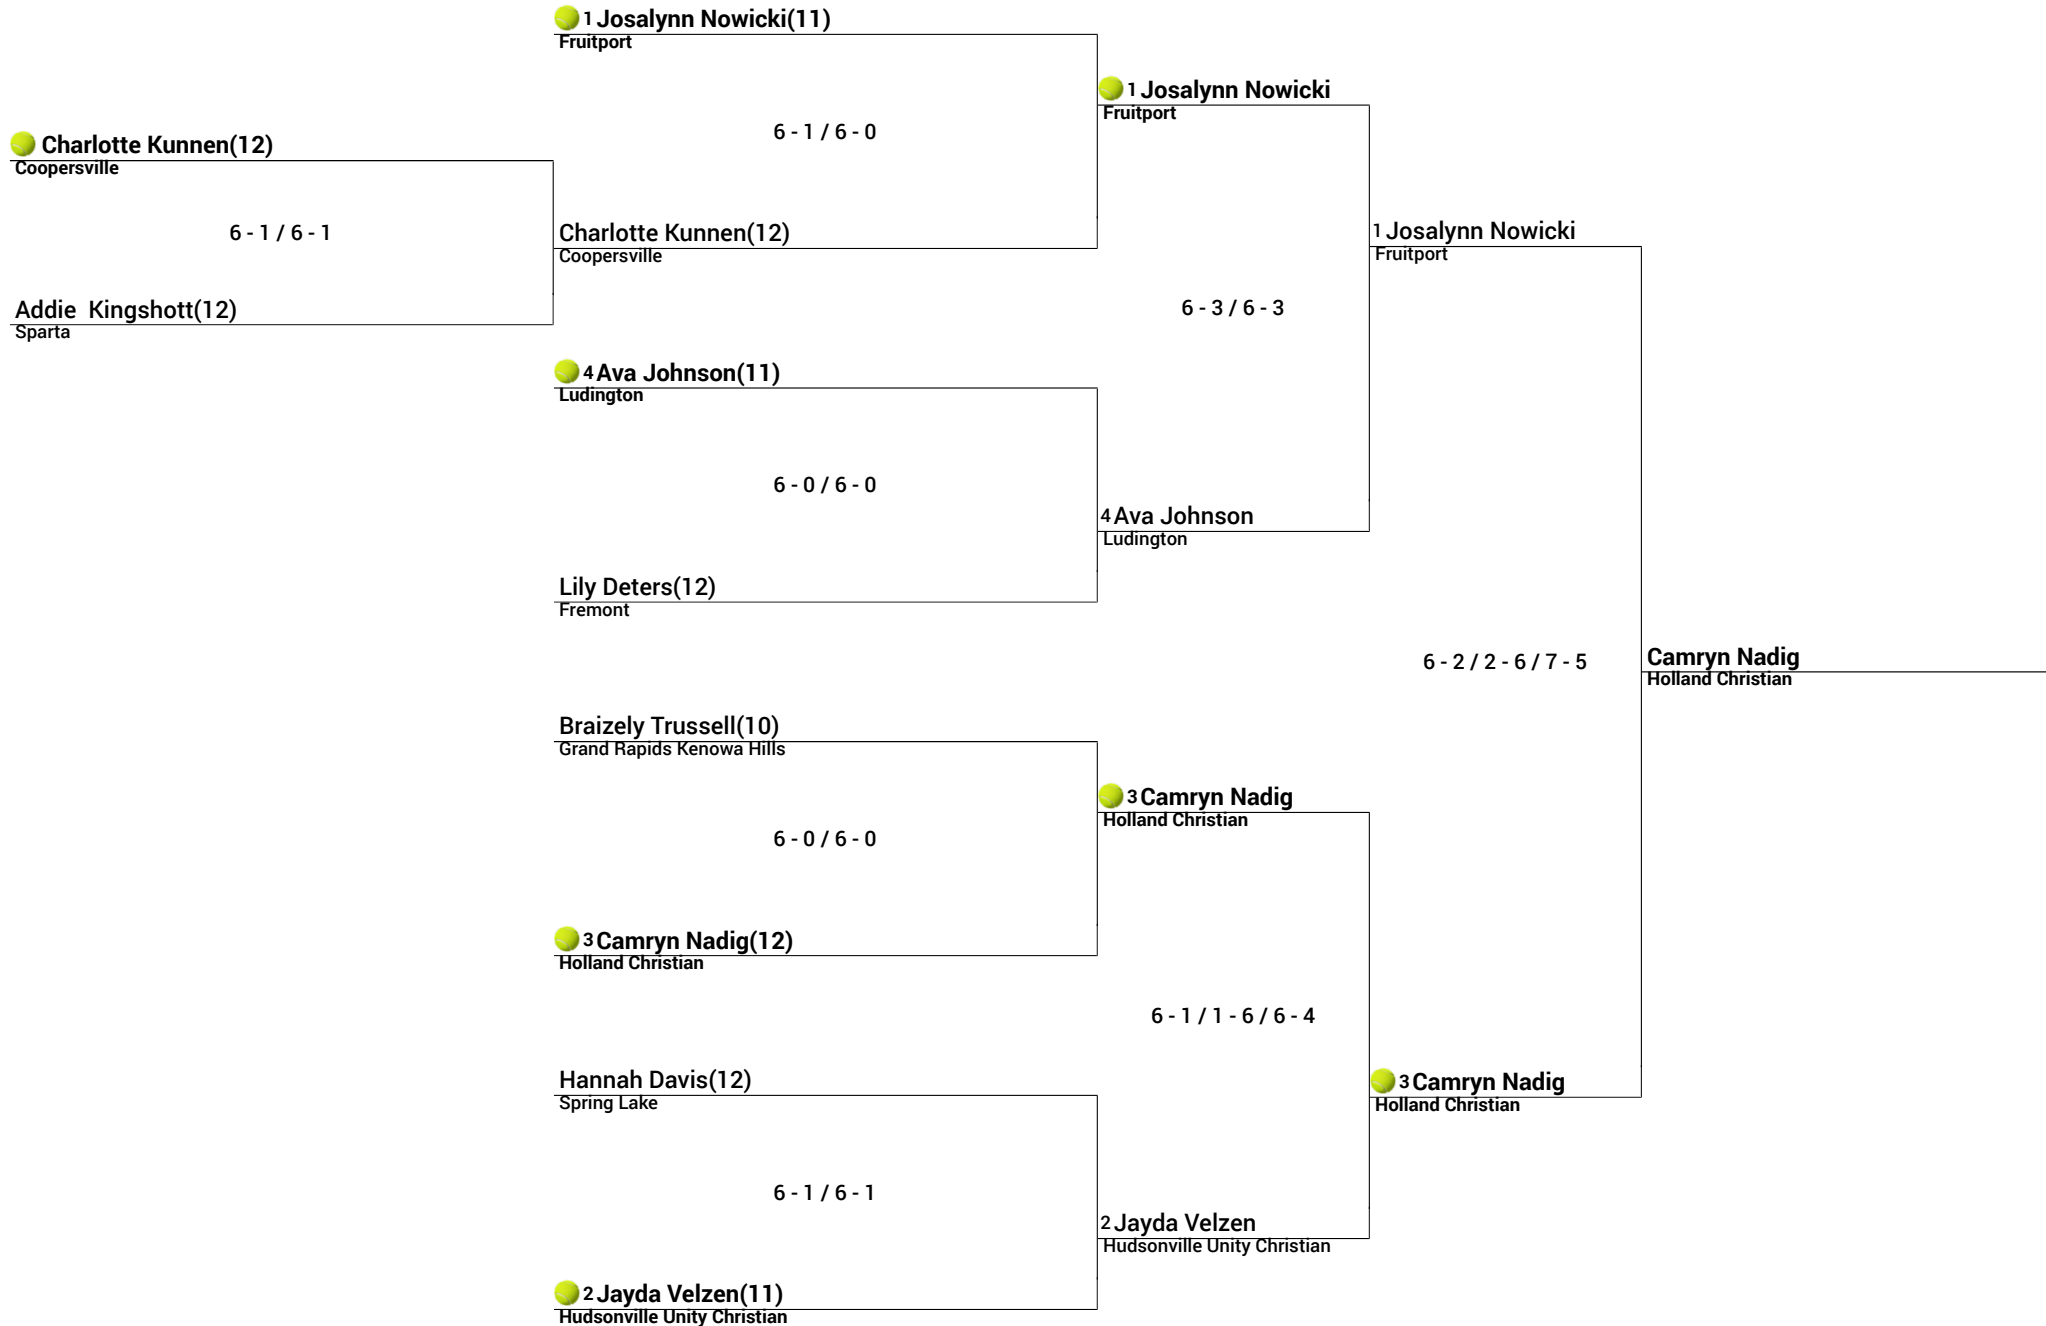 1 Josalynn Nowicki(11)
Fruitport
6 - 1 / 6 - 0
Charlotte Kunnen(12)
Coopersville
6 - 1 / 6 - 1
Addie  Kingshott(12)
Sparta
Charlotte Kunnen(12)
Coopersville
1 Josalynn Nowicki
Fruitport
6 - 3 / 6 - 3
1 Josalynn Nowicki
Fruitport
4 Ava Johnson(11)
Ludington
6 - 0 / 6 - 0
Lily Deters(12)
Fremont
4 Ava Johnson
Ludington
6 - 2 / 2 - 6 / 7 - 5
Camryn Nadig
Holland Christian
Braizely Trussell(10)
Grand Rapids Kenowa Hills
6 - 0 / 6 - 0
3 Camryn Nadig(12)
Holland Christian
3 Camryn Nadig
Holland Christian
6 - 1 / 1 - 6 / 6 - 4
3 Camryn Nadig
Holland Christian
Hannah Davis(12)
Spring Lake
6 - 1 / 6 - 1
2 Jayda Velzen(11)
Hudsonville Unity Christian
2 Jayda Velzen
Hudsonville Unity Christian